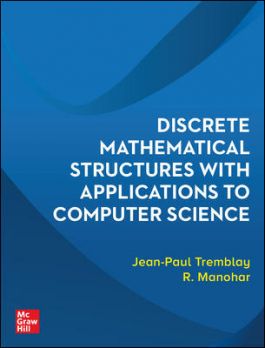 DISCRETE
MATHEMATICAL
STRUCTURES WITH
APPLICATIONS TO
COMPUTER SCIENCE
Jean-Paul Tremblay
R. Manohar
Mc
Graw
Hill